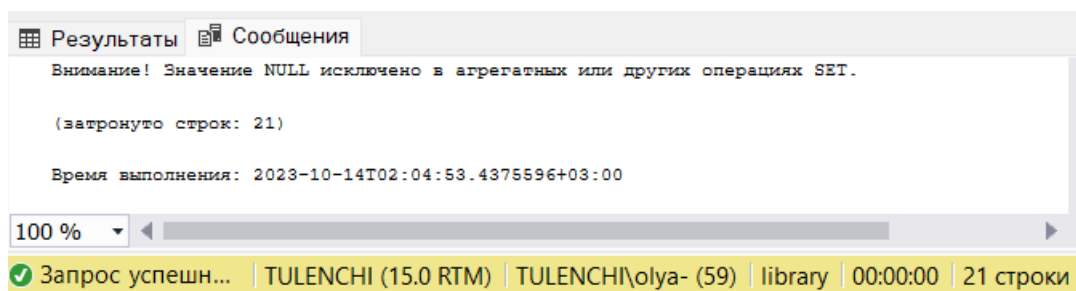 Результаты Сообщения
Внимание! Значение NULL исключено в агрегатных или других операциях SET.
(затронуто строк: 21)
Время выполнения: 2023-10-14T02:04:53.4375596+03:00
100 %
Запрос успешн... TULENCHI (15.0 RTM) TULENCHI\olya- (59) library 00:00:00 21 строки